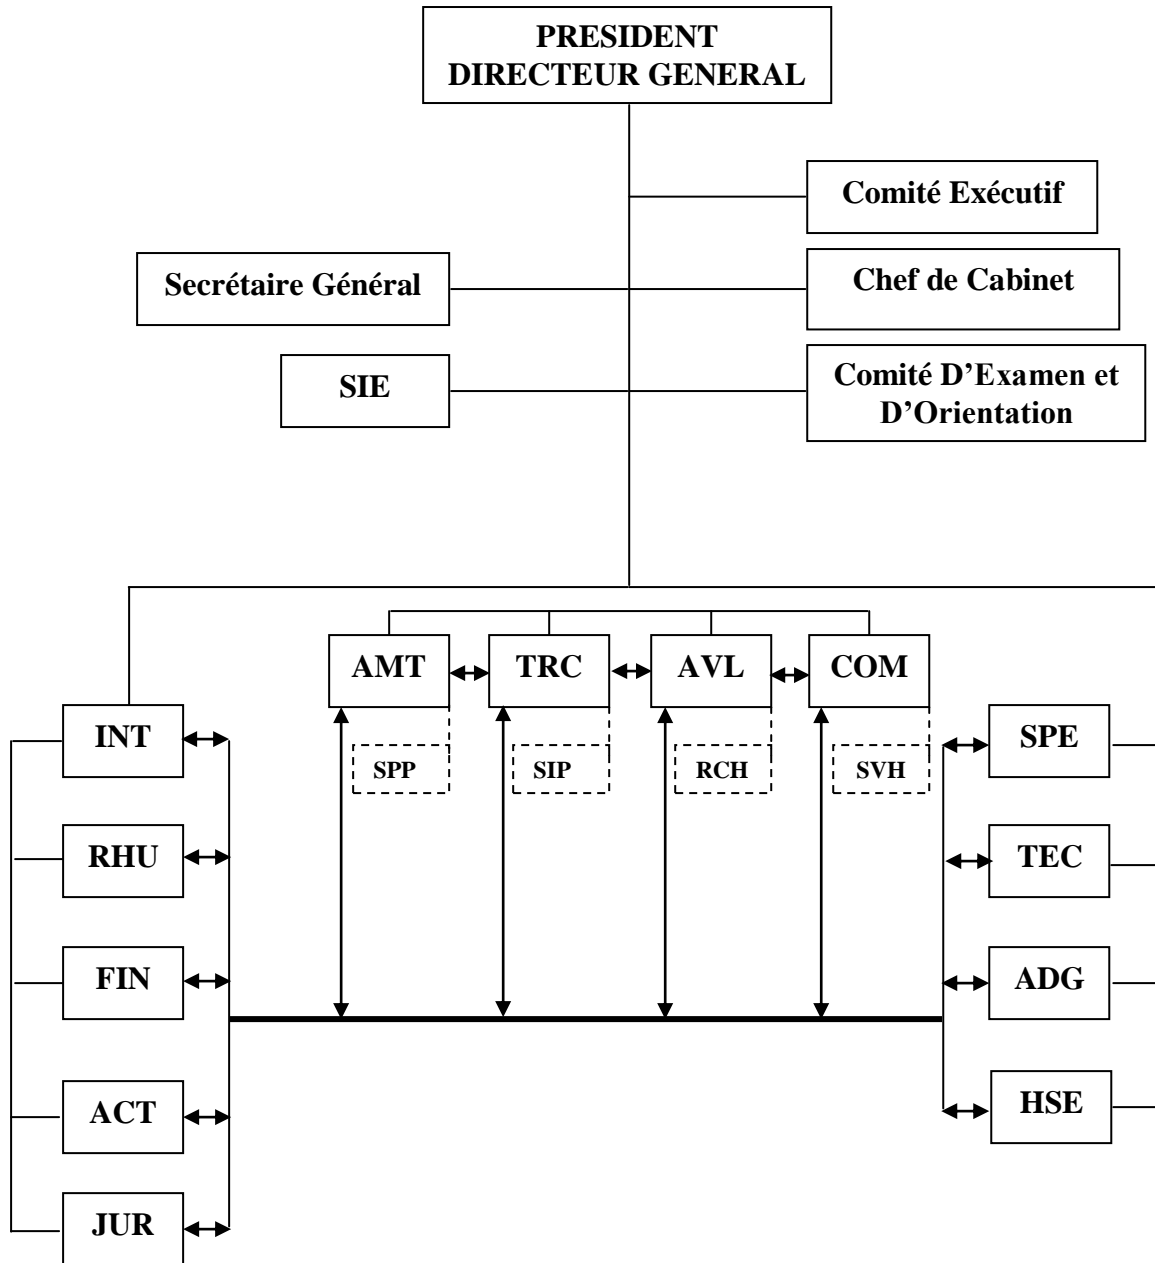 PRESIDENT
DIRECTEUR GENERAL
Comité Exécutif
Secrétaire Général
Chef de Cabinet
SIE
Comité D’Examen et
D’Orientation
AMT
TRC
AVL
COM
INT
SPP
SIP
RCH
SVH
SPE
RHU
TEC
FIN
ADG
ACT
HSE
JUR